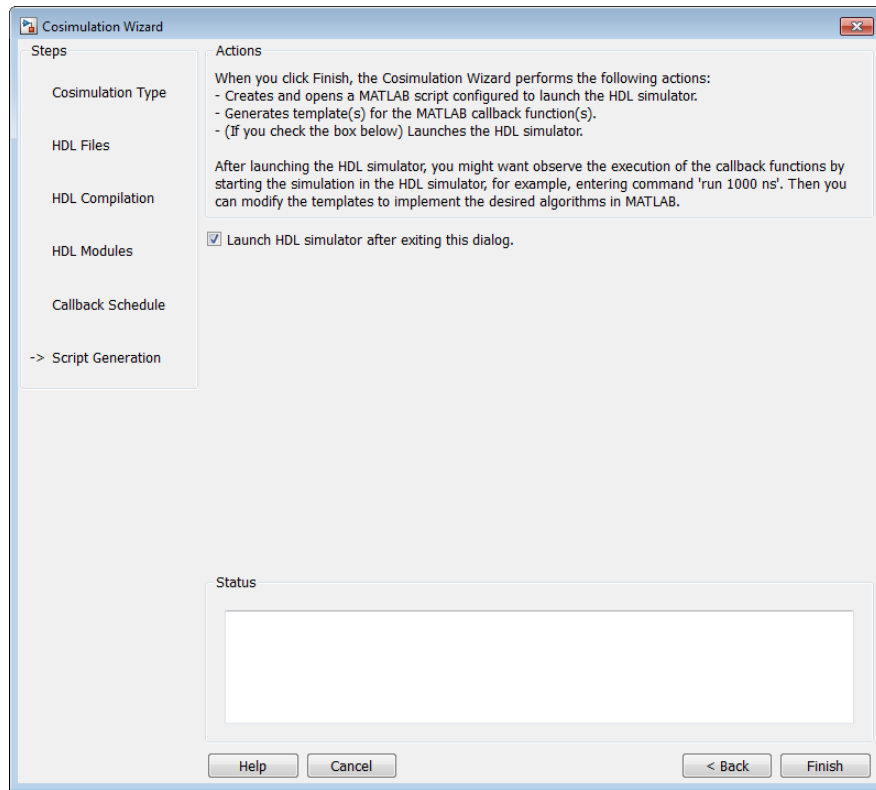 Cosimulation Wizard
Steps
Cosimulation Type
HDL Files
HDL Compilation
HDL Modules
Callback Schedule
-> Script Generation
Actions
When you click Finish, the Cosimulation Wizard performs the following actions:
- Creates and opens a MATLAB script configured to launch the HDL simulator.
- Generates template(s) for the MATLAB callback function(s).
- (If you check the box below) Launches the HDL simulator.
After launching the HDL simulator, you might want observe the execution of the callback functions by
starting the simulation in the HDL simulator, for example, entering command 'run 1000 ns'. Then you
can modify the templates to implement the desired algorithms in MATLAB.
Launch HDL simulator after exiting this dialog.
Status
Help
Cancel
< Back
Finish